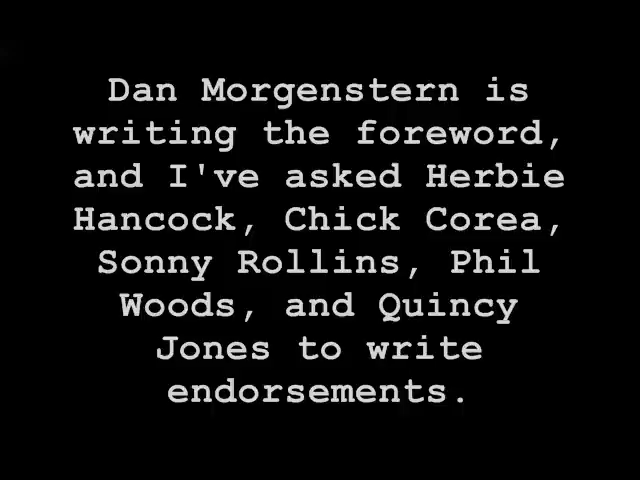 Dan Morgenstern is
writing the foreword,
and I've asked Herbie
Hancock, Chick Corea,
Sonny Rollins, Phil
Woods, and Quincy
Jones to write
endorsements.